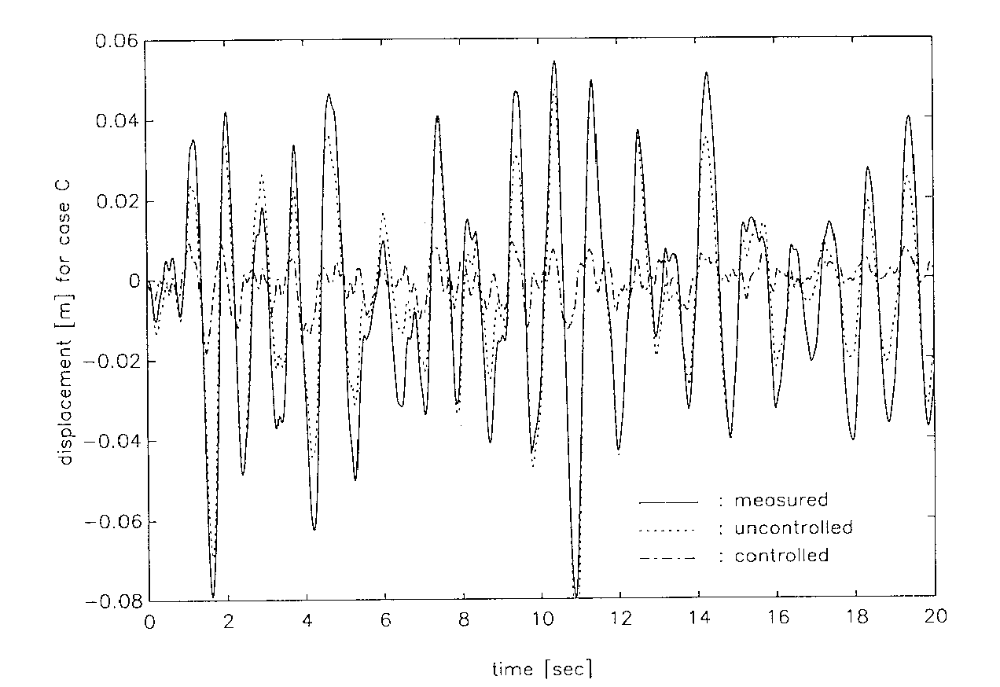 0.06
0.04
0.02
0
−0.02
−0.04
−0.06
−0.08
displacement [m] for case C
: measured
: uncontrolled
: controlled
0 2 4 6 8 10 12 14 16 18 20
time [sec]